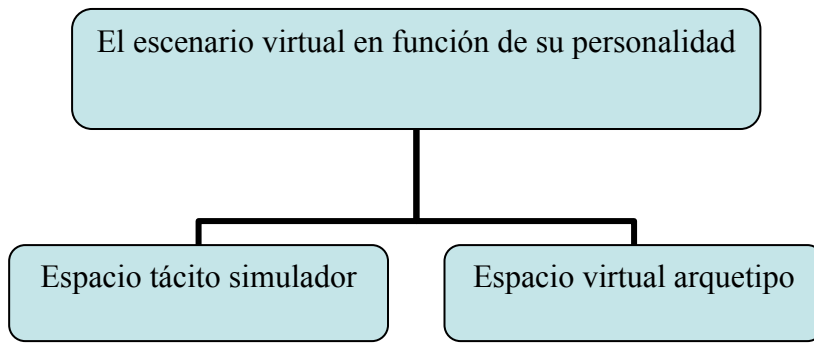 El escenario virtual en función de su personalidad
Espacio tácito simulador
Espacio virtual arquetipo